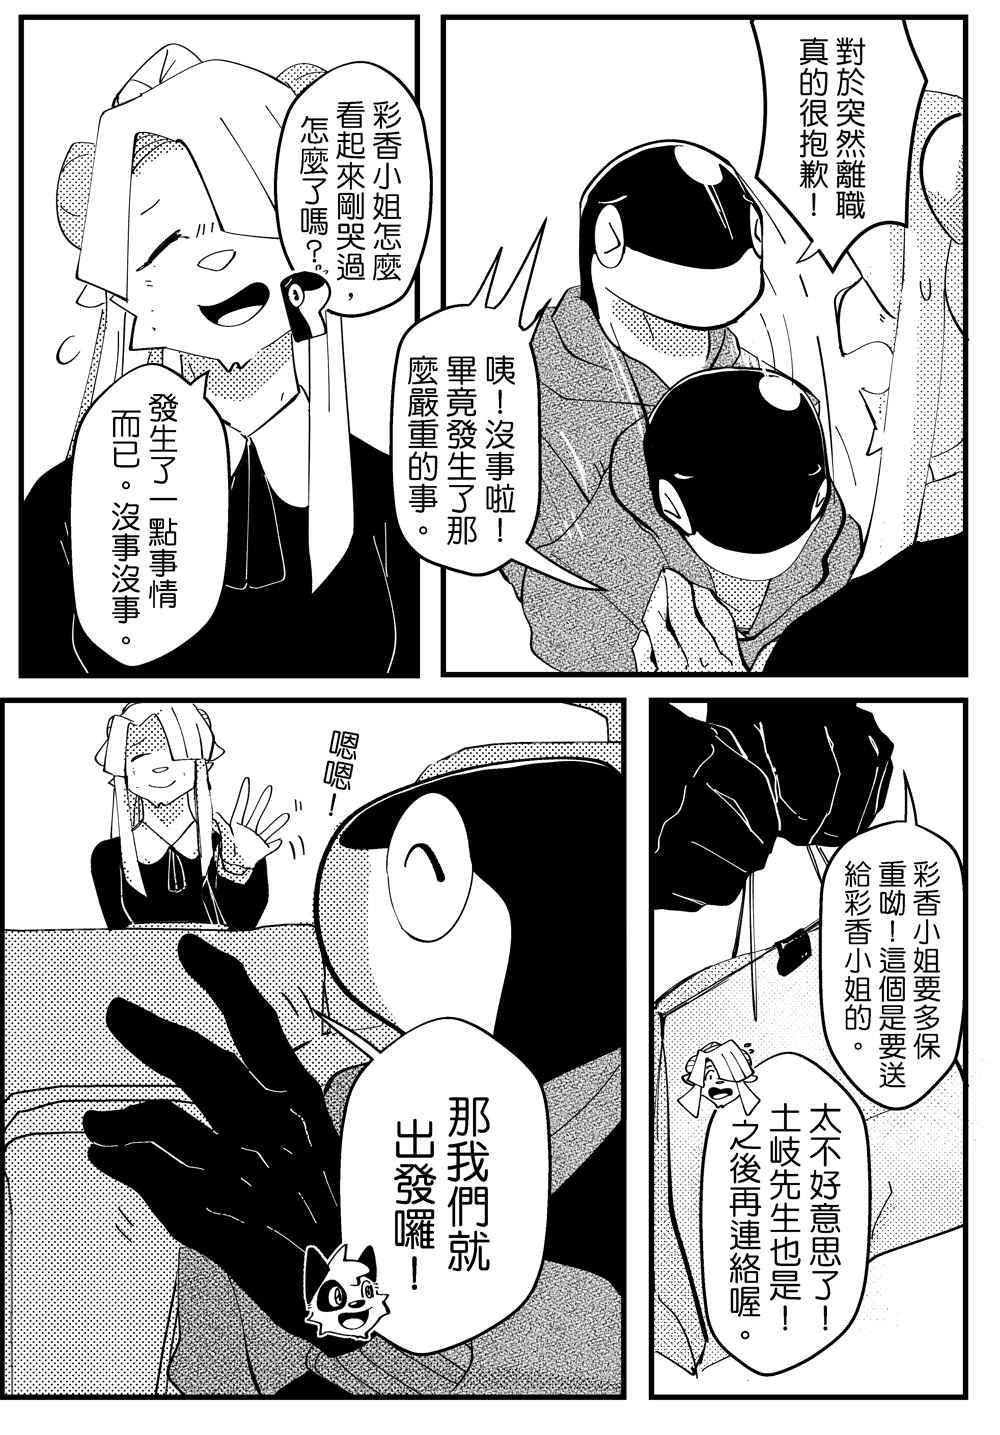 對於突然離職
真的很抱歉！
咦！沒事啦！
畢竟發生了那
麼嚴重的事。
彩香小姐怎麼
看起來剛哭過，
怎麼了嗎？
發生了一點事情
而已。沒事沒事。
彩香小姐要多保
重呦！這個是要送
給彩香小姐的。
太不好意思了！
土岐先生也是！
之後再連絡喔。
嗯嗯！
那我們就
出發囉！